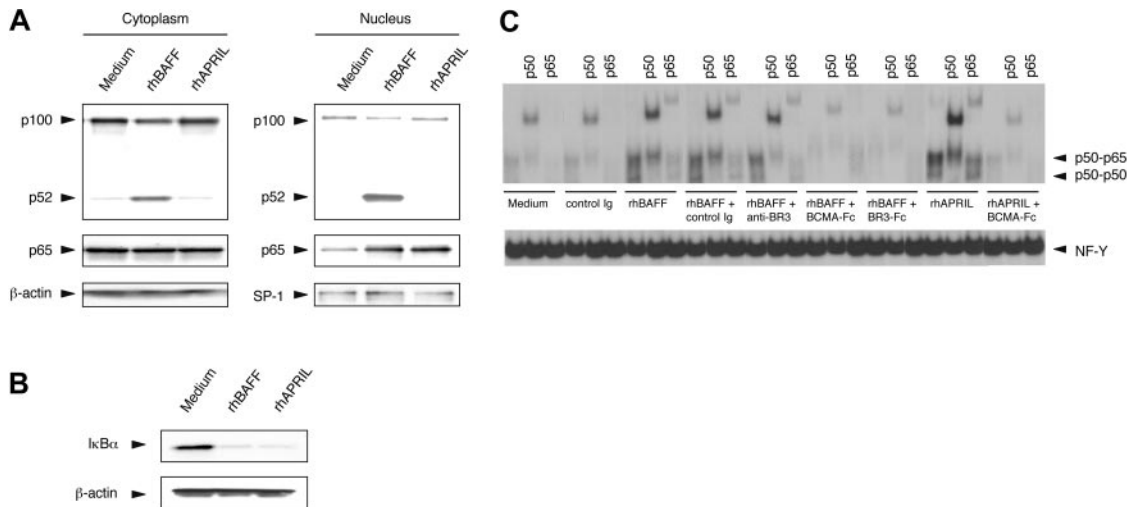 A
Cytoplasm
Nucleus
Medium
rhBAFF
rhAPRIL
Medium
rhBAFF
rhAPRIL
p100
p100
p52
p52
p65
p65
β-actin
SP-1
B
Medium
rhBAFF
rhAPRIL
IκBα
β-actin
C
p50 p65 p50 p65 p50 p65 p50 p65 p50 p65 p50 p65 p50 p65 p50 p65 p50 p65
p50-p65
p50-p50
Medium
control Ig
rhBAFF
rhBAFF +
control Ig
rhBAFF +
anti-BR3
rhBAFF +
BCMA-Fc
rhBAFF +
BR3-Fc
rhAPRIL
rhAPRIL +
BCMA-Fc
NF-Y